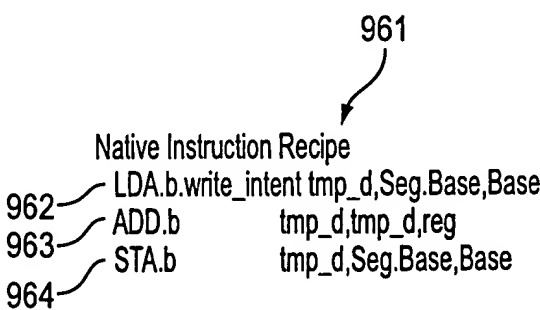 961
Native Instruction Recipe
962 LDA.b.write_intent tmp_d,Seg.Base,Base
963 ADD.b tmp_d,tmp_d,reg
964 STA.b tmp_d,Seg.Base,Base